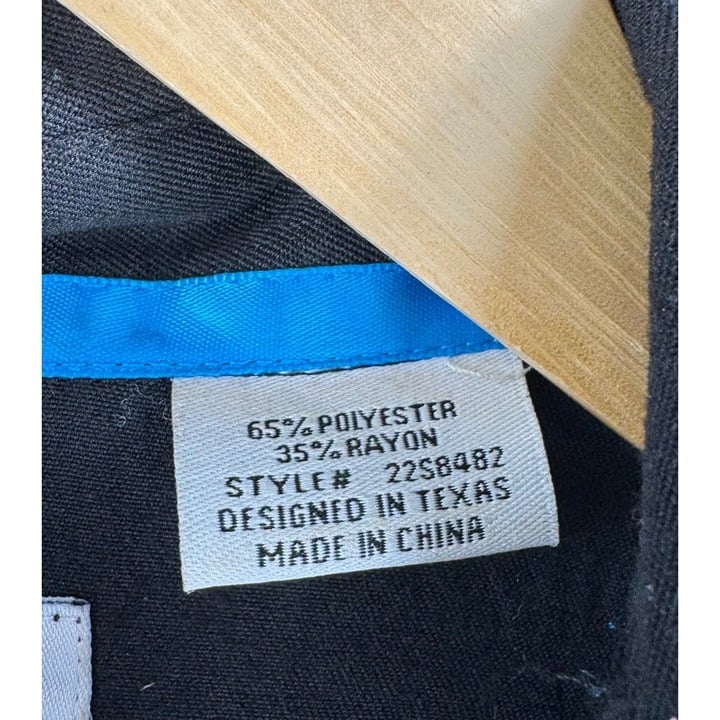 65% POLYESTER
35% RAYON
STYLE# 22S8482
DESIGNED IN TEXAS
MADE IN CHINA